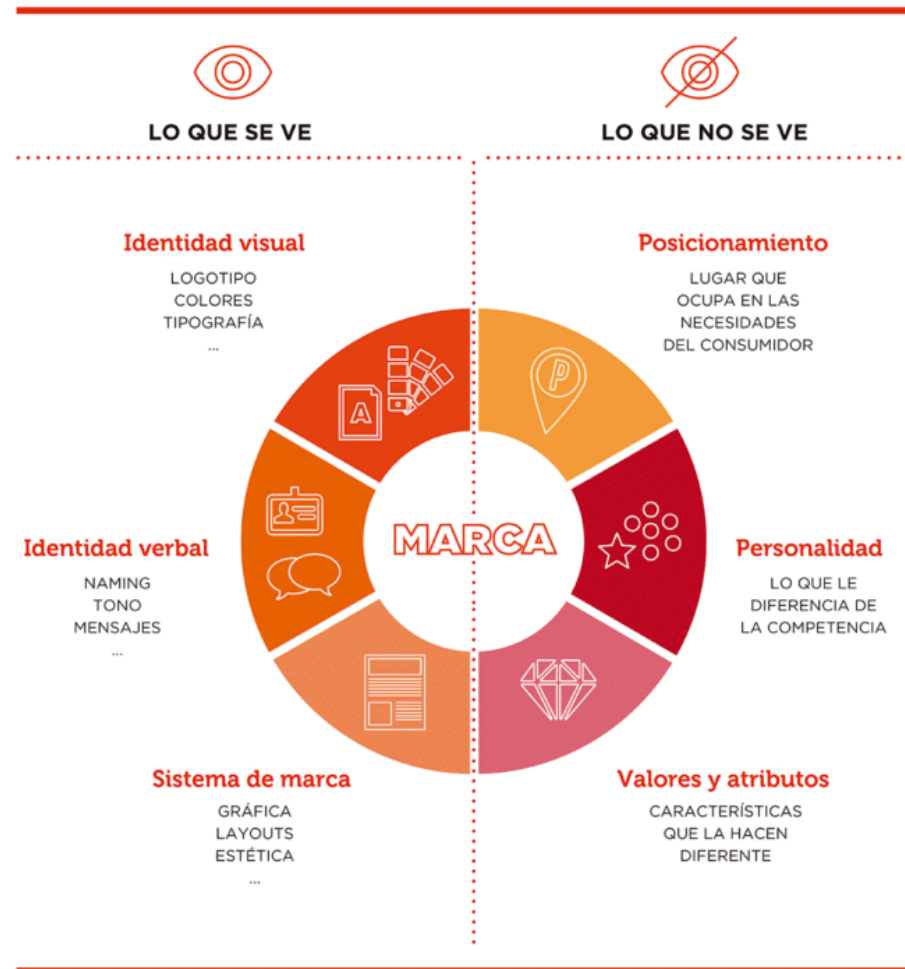 LO QUE SE VE
LO QUE NO SE VE
Identidad visual
LOGOTIPO
COLORES
TIPOGRAFÍA
...
Posicionamiento
LUGAR QUE
OCUPA EN LAS
NECESIDADES
DEL CONSUMIDOR
A
P
MARCA
Identidad verbal
NAMING
TONO
MENSAJES
...
Personalidad
LO QUE LE
DIFERENCIA DE
LA COMPETENCIA
Sistema de marca
GRÁFICA
LAYOUTS
ESTÉTICA
...
Valores y atributos
CARACTERÍSTICAS
QUE LA HACEN
DIFERENTE